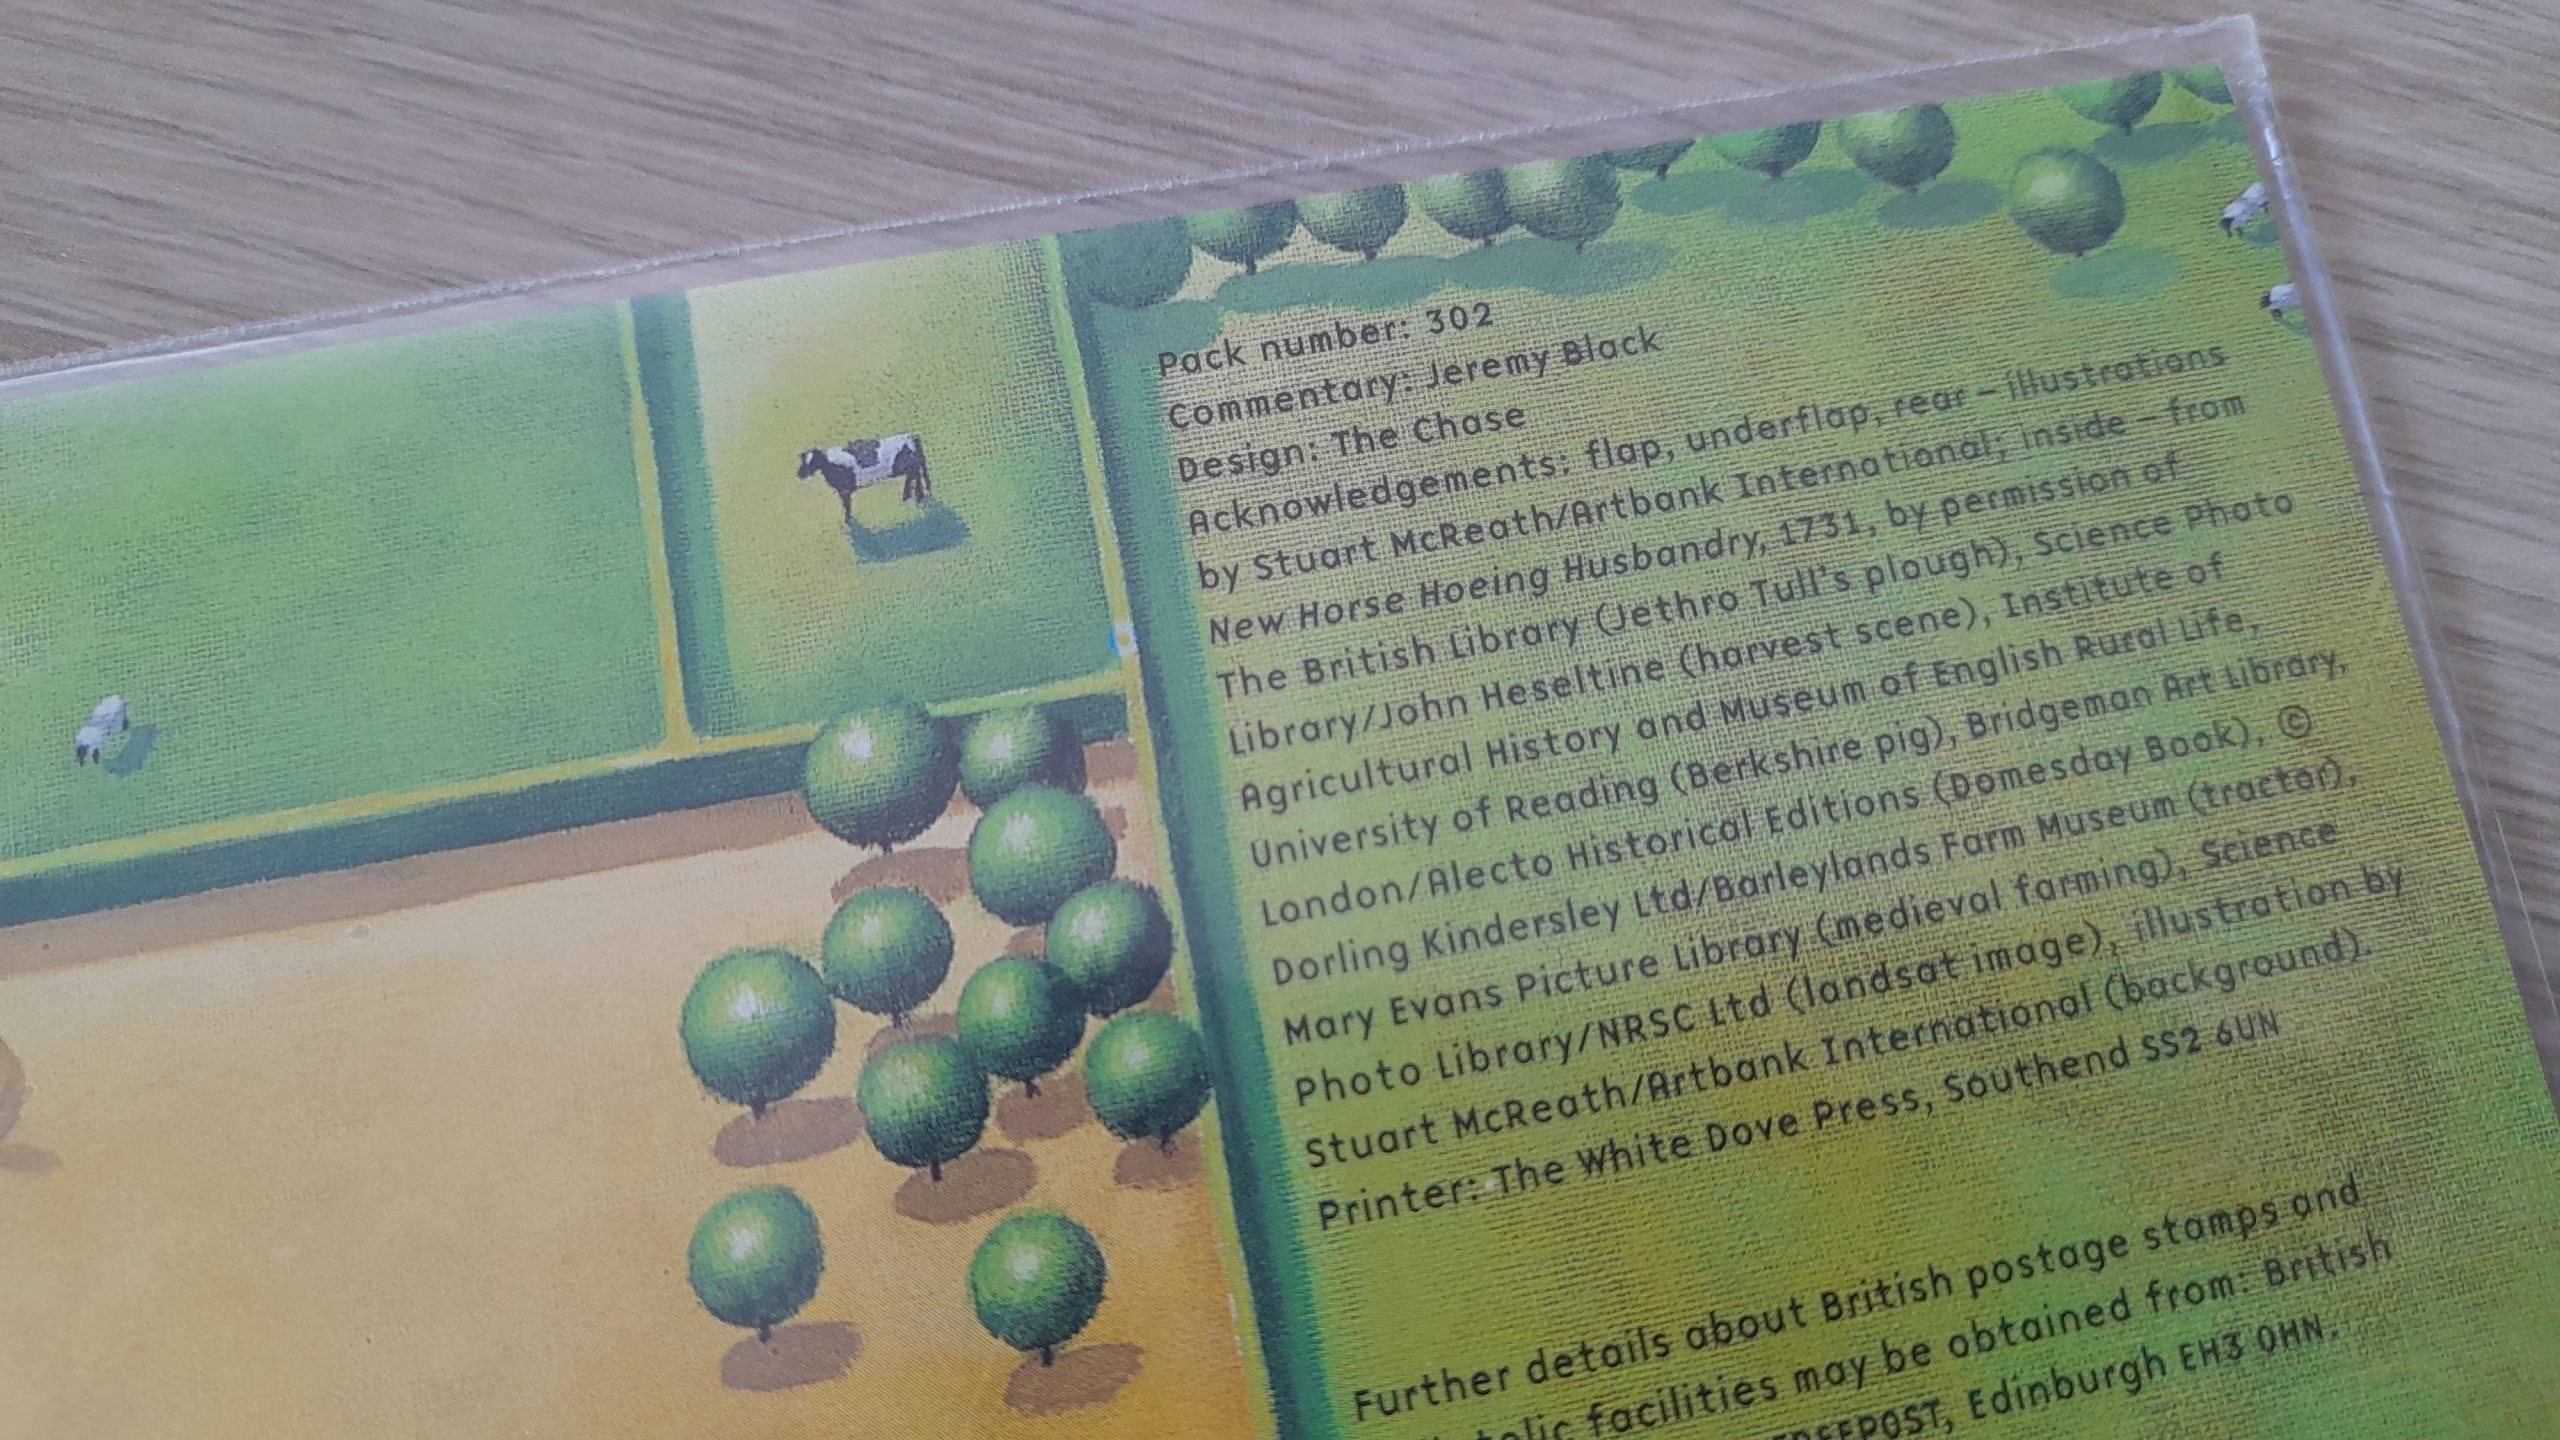 Pack number: 302
Commentary: Jeremy Black
Design: The Chase
Acknowledgements: flap, underflap, rear – illustrations
by Stuart McReath/Artbank International; inside – from
New Horse Hoeing Husbandry, 1731, by permission of
The British Library (Jethro Tull's plough), Science Photo
Library/John Heseltine (harvest scene), Institute of
Agricultural History and Museum of English Rural Life,
University of Reading (Berkshire pig), Bridgeman Art Library,
London/Alecto Historical Editions (Domesday Book), ©
Dorling Kindersley Ltd/Barleylands Farm Museum (tractor),
Mary Evans Picture Library (medieval farming), Science
Photo Library/NRSC Ltd (landsat image), illustration by
Stuart McReath/Artbank International (background).
Printer: The White Dove Press, Southend SS2 6UN
Further details about British postage stamps and
facilities may be obtained from: British
Edinburgh EH3 0HN.